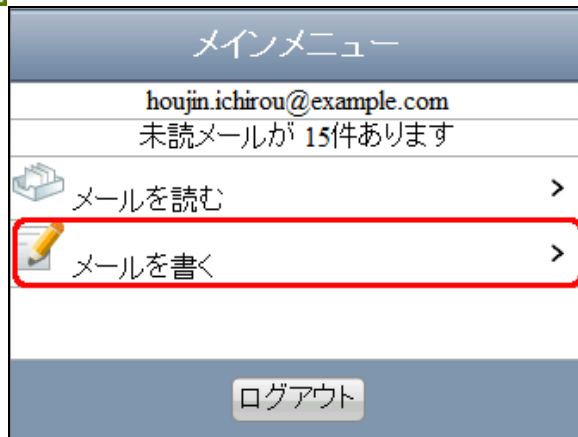 メインメニュー
houjin.ichirou@example.com
未読メールが 15件あります
メールを読む
メールを書く
ログアウト